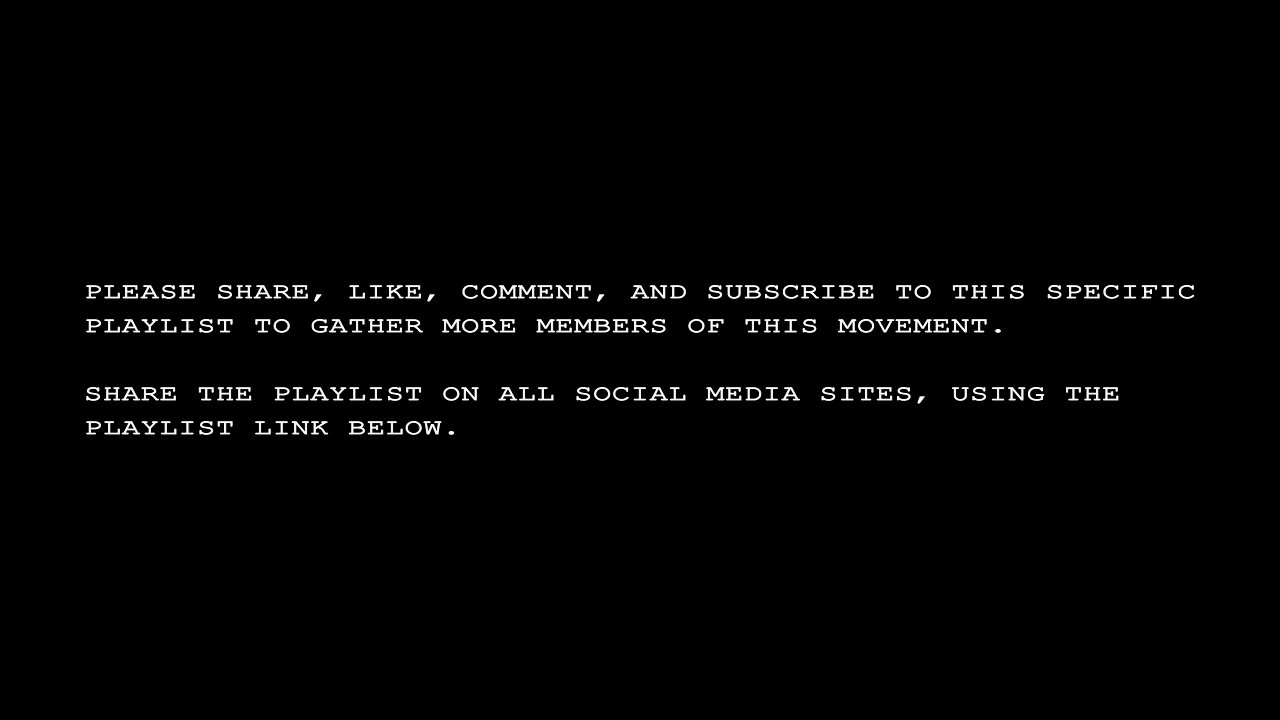 PLEASE SHARE, LIKE, COMMENT, AND SUBSCRIBE TO THIS SPECIFIC
PLAYLIST TO GATHER MORE MEMBERS OF THIS MOVEMENT.
SHARE THE PLAYLIST ON ALL SOCIAL MEDIA SITES, USING THE
PLAYLIST LINK BELOW.